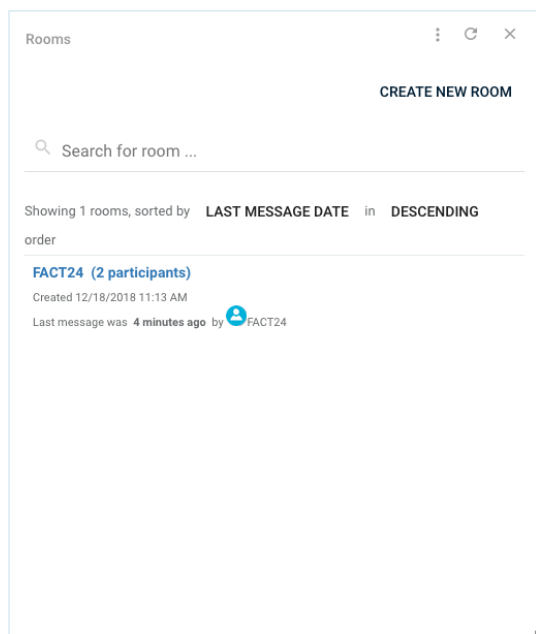 Rooms
CREATE NEW ROOM
Search for room ...
Showing 1 rooms, sorted by LAST MESSAGE DATE in DESCENDING
order
FACT24 (2 participants)
Created 12/18/2018 11:13 AM
Last message was 4 minutes ago by FACT24